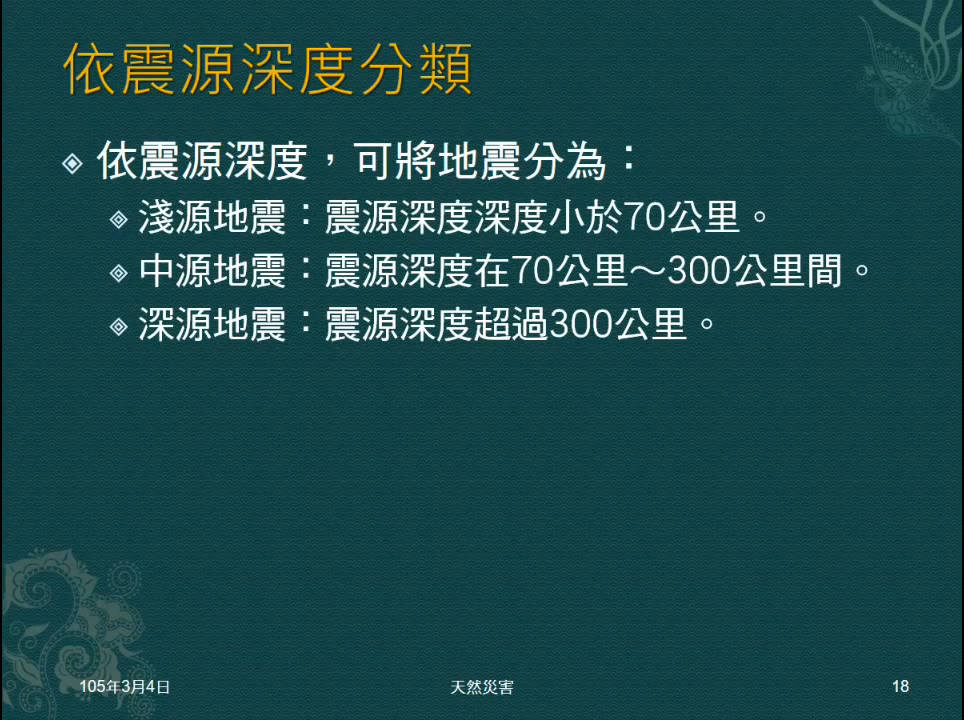 依震源深度分類
依震源深度，可將地震分為：
淺源地震：震源深度深度小於70公里。
中源地震：震源深度在70公里～300公里間。
深源地震：震源深度超過300公里。
105年3月4日
天然災害
18